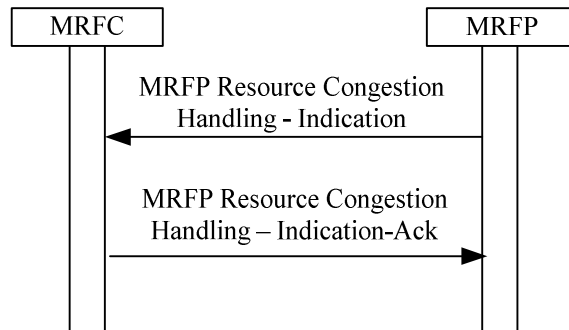 MRFC
MRFP
MRFP Resource Congestion
Handling - Indication
MRFP Resource Congestion
Handling – Indication-Ack